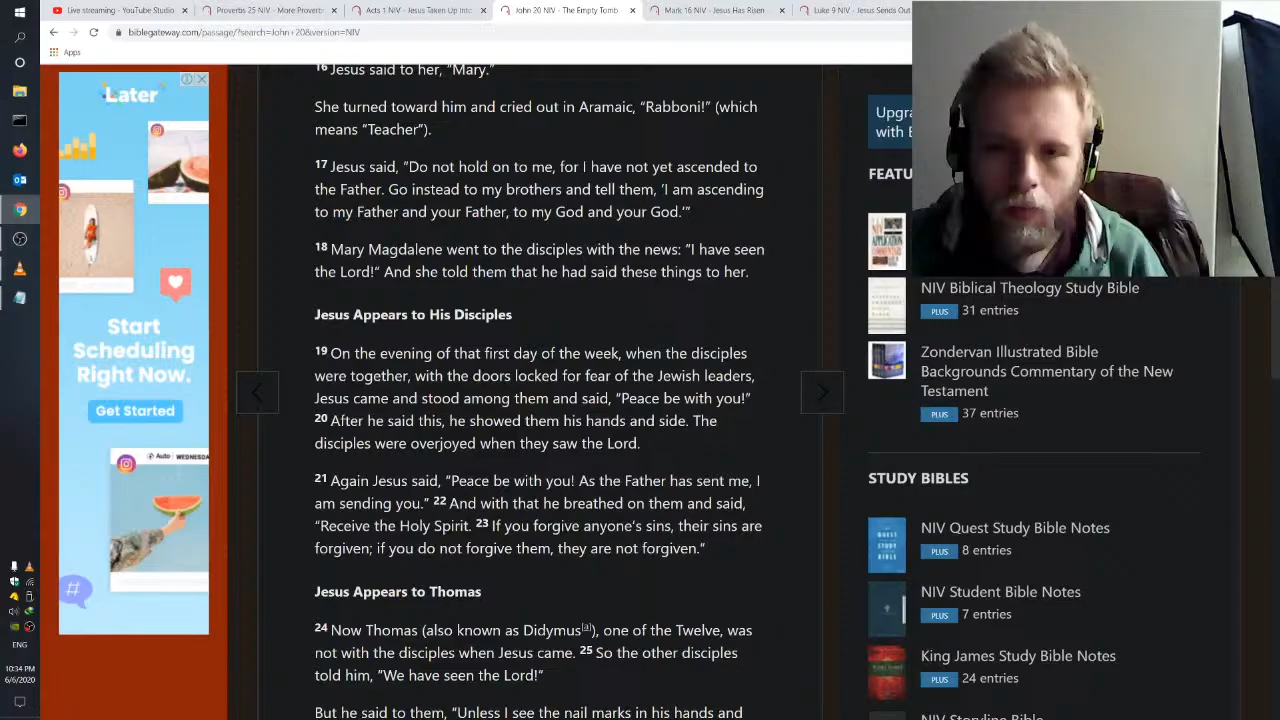 Live streaming - YouTube Studio
Proverbs 25 NIV - More Proverbs
Acts 1 NIV - Jesus Taken Up Into
John 20 NIV - The Empty Tomb
Mark 16 NIV - Jesus Has Risen
Luke 9 NIV - Jesus Sends Out
biblegateway.com/passage/?search=John+20&version=NIV
Apps
Later
Start
Scheduling
Right Now.
Get Started
Auto WEDNESDA
#
16 Jesus said to her, “Mary.”
She turned toward him and cried out in Aramaic, “Rabboni!” (which
means “Teacher”).
17 Jesus said, “Do not hold on to me, for I have not yet ascended to
the Father. Go instead to my brothers and tell them, ‘I am ascending
to my Father and your Father, to my God and your God.’”
18 Mary Magdalene went to the disciples with the news: “I have seen
the Lord!” And she told them that he had said these things to her.
Jesus Appears to His Disciples
19 On the evening of that first day of the week, when the disciples
were together, with the doors locked for fear of the Jewish leaders,
Jesus came and stood among them and said, “Peace be with you!”
20 After he said this, he showed them his hands and side. The
disciples were overjoyed when they saw the Lord.
21 Again Jesus said, “Peace be with you! As the Father has sent me, I
am sending you.” 22 And with that he breathed on them and said,
“Receive the Holy Spirit. 23 If you forgive anyone’s sins, their sins are
forgiven; if you do not forgive them, they are not forgiven.”
Jesus Appears to Thomas
24 Now Thomas (also known as Didymus[a]), one of the Twelve, was
not with the disciples when Jesus came. 25 So the other disciples
told him, “We have seen the Lord!”
But he said to them, “Unless I see the nail marks in his hands and
Upgra
with B
FEATU
NIV Biblical Theology Study Bible
PLUS 31 entries
Zondervan Illustrated Bible
Backgrounds Commentary of the New
Testament
PLUS 37 entries
STUDY BIBLES
NIV Quest Study Bible Notes
PLUS 8 entries
NIV Student Bible Notes
PLUS 7 entries
King James Study Bible Notes
PLUS 24 entries
NIV Storyline Bible
ENG
10:34 PM
6/6/2020